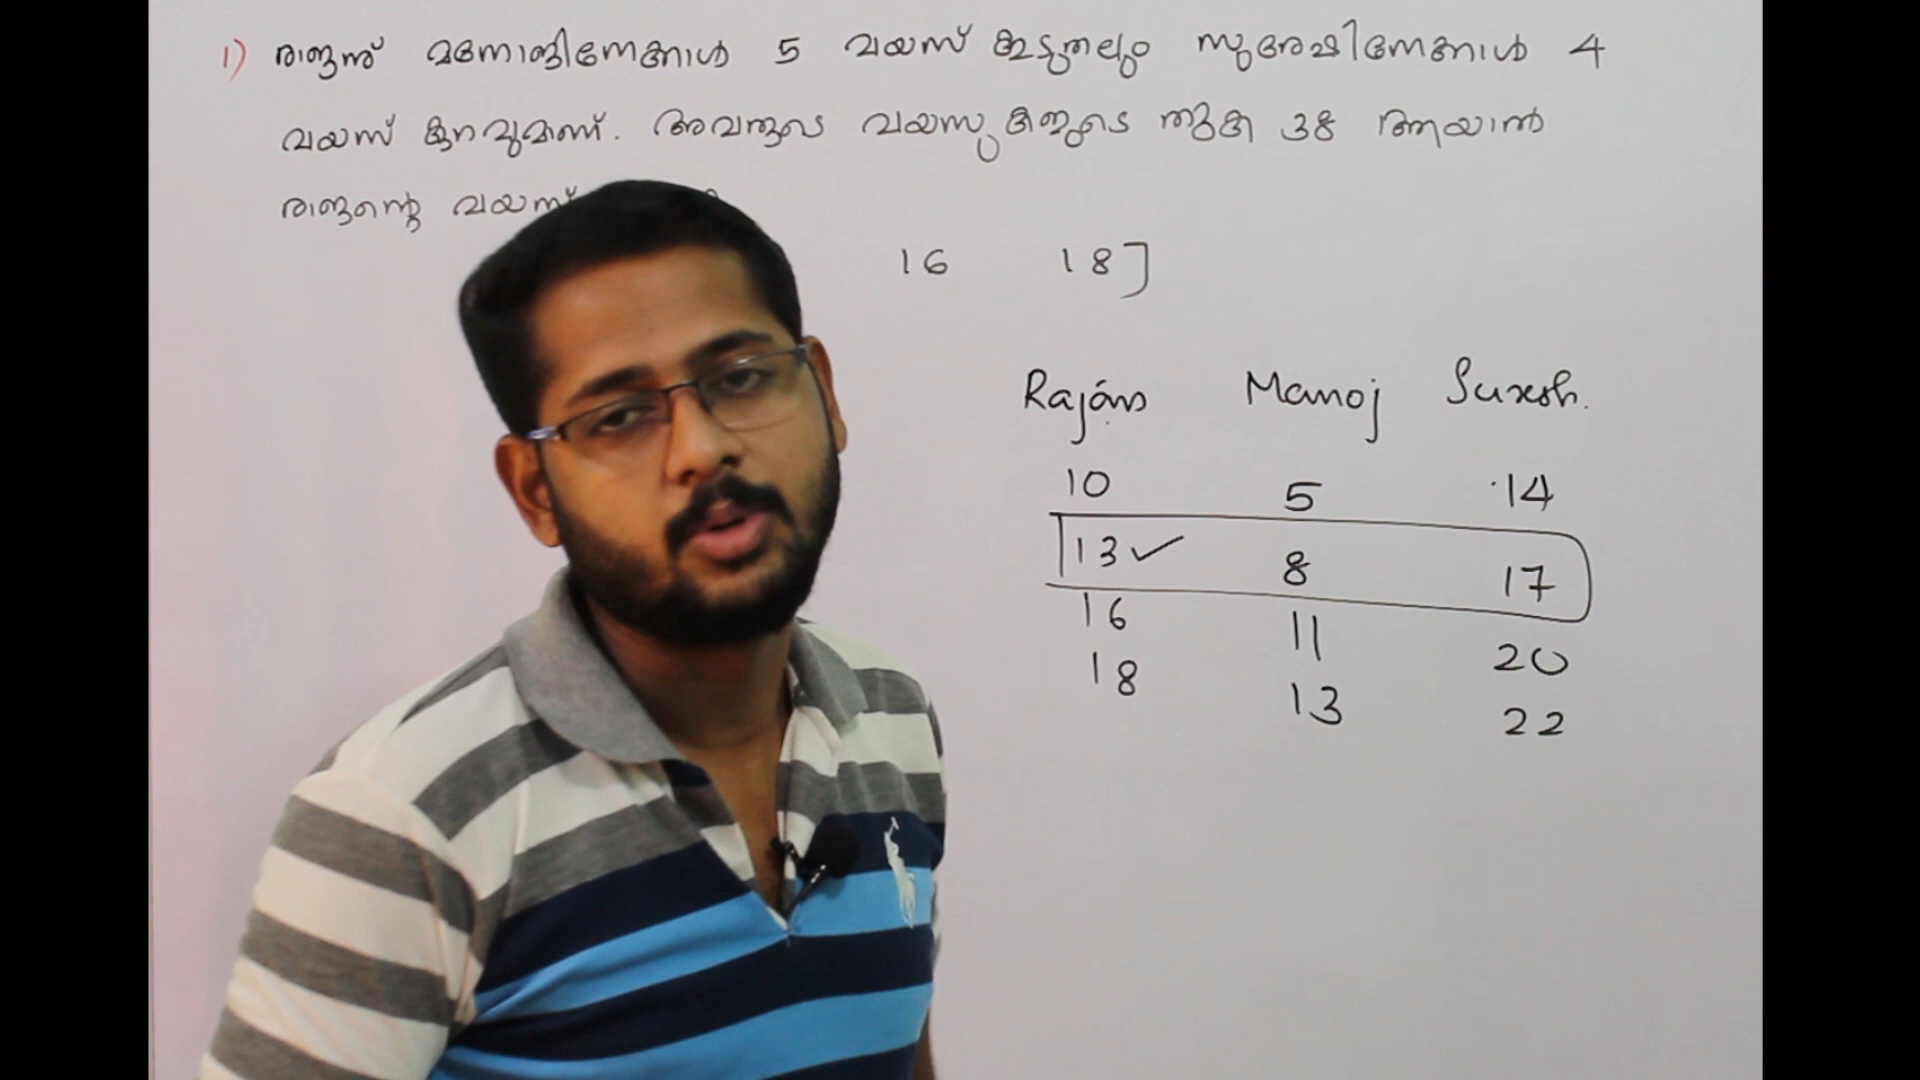 1) രാജന് മനോജിനേക്കാൾ 5 വയസ് കൂടുതലും സുരേഷിനേക്കാൾ 4
വയസ് കുറവുമാണ്. അവരുടെ വയസുകളുടെ തുക 38 ആയാൽ
രാജന്റെ വയസ്
16 18]
Rajan Manoj Suresh.
10 5 14
13✓ 8 17
16 11 20
18 13 22